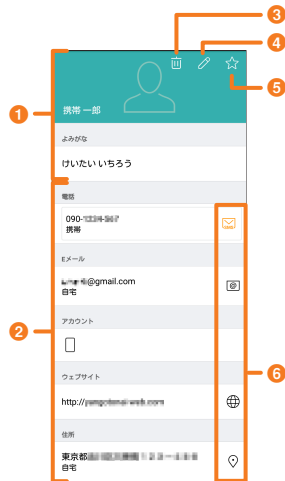 3
4
5
1
携帯 一郎
よみがな
けいたい いちろう
電話
090-
携帯
Eメール
@gmail.com
自宅
アカウント
2
6
ウェブサイト
http://
住所
東京都
自宅